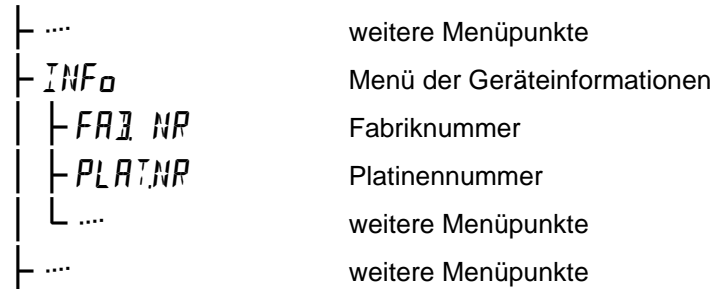 .... weitere Menüpunkte
INFo Menü der Geräteinformationen
FAB. NR Fabriknummer
PLAT.NR Platinennummer
.... weitere Menüpunkte
.... weitere Menüpunkte